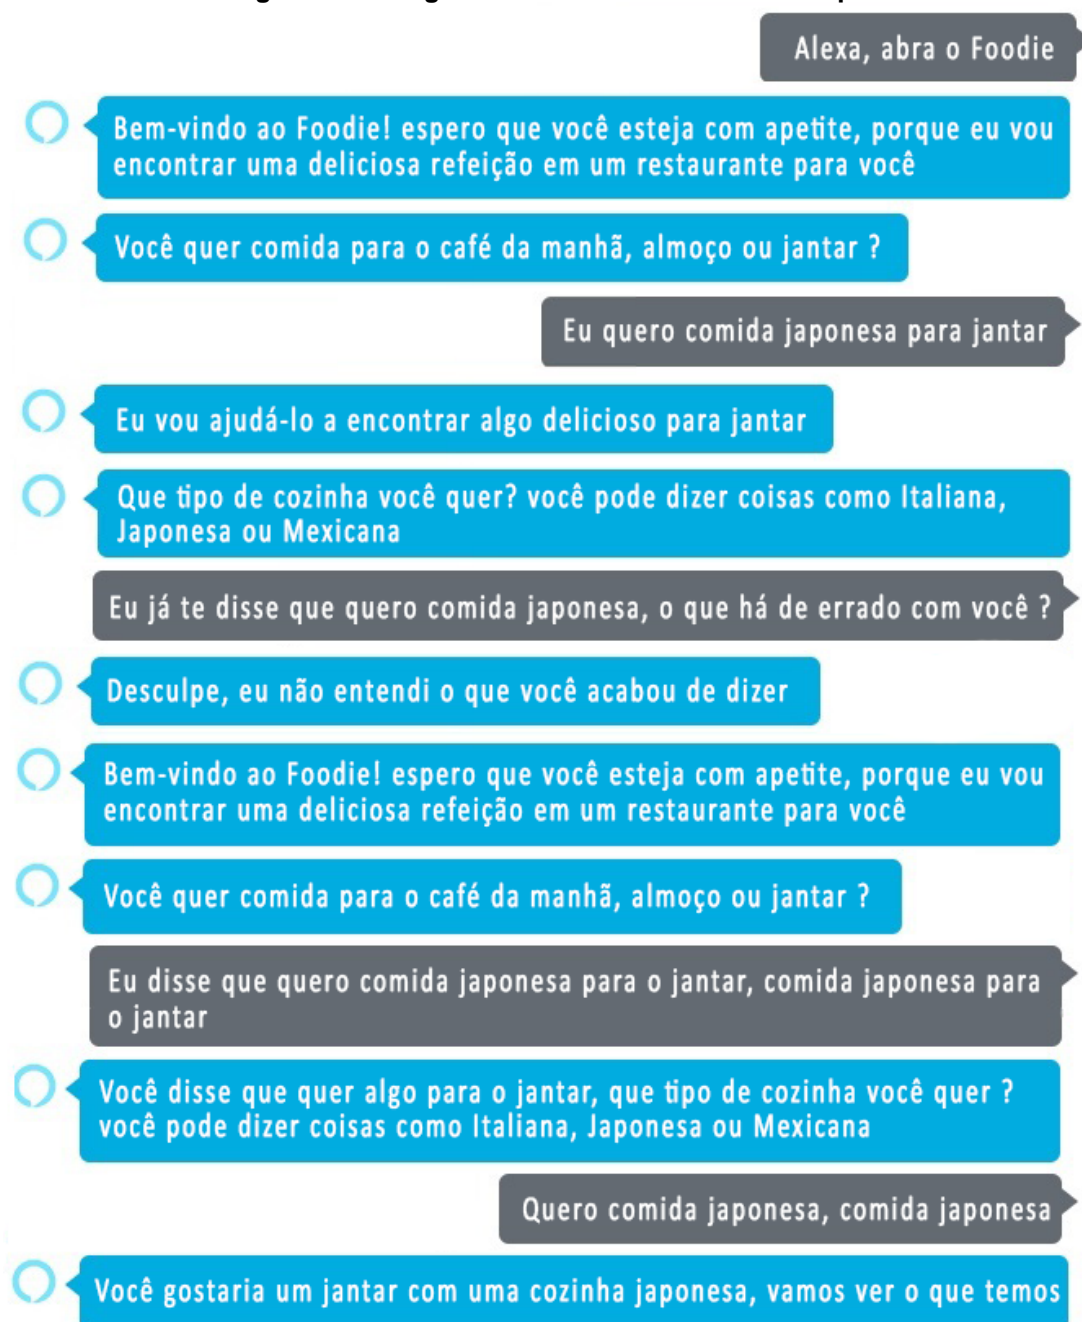 Alexa, abra o Foodie
Bem-vindo ao Foodie! espero que você esteja com apetite, porque eu vou
encontrar uma deliciosa refeição em um restaurante para você
Você quer comida para o café da manhã, almoço ou jantar ?
Eu quero comida japonesa para jantar
Eu vou ajudá-lo a encontrar algo delicioso para jantar
Que tipo de cozinha você quer? você pode dizer coisas como Italiana,
Japonesa ou Mexicana
Eu já te disse que quero comida japonesa, o que há de errado com você ?
Desculpe, eu não entendi o que você acabou de dizer
Bem-vindo ao Foodie! espero que você esteja com apetite, porque eu vou
encontrar uma deliciosa refeição em um restaurante para você
Você quer comida para o café da manhã, almoço ou jantar ?
Eu disse que quero comida japonesa para o jantar, comida japonesa para
o jantar
Você disse que quer algo para o jantar, que tipo de cozinha você quer ?
você pode dizer coisas como Italiana, Japonesa ou Mexicana
Quero comida japonesa, comida japonesa
Você gostaria um jantar com uma cozinha japonesa, vamos ver o que temos